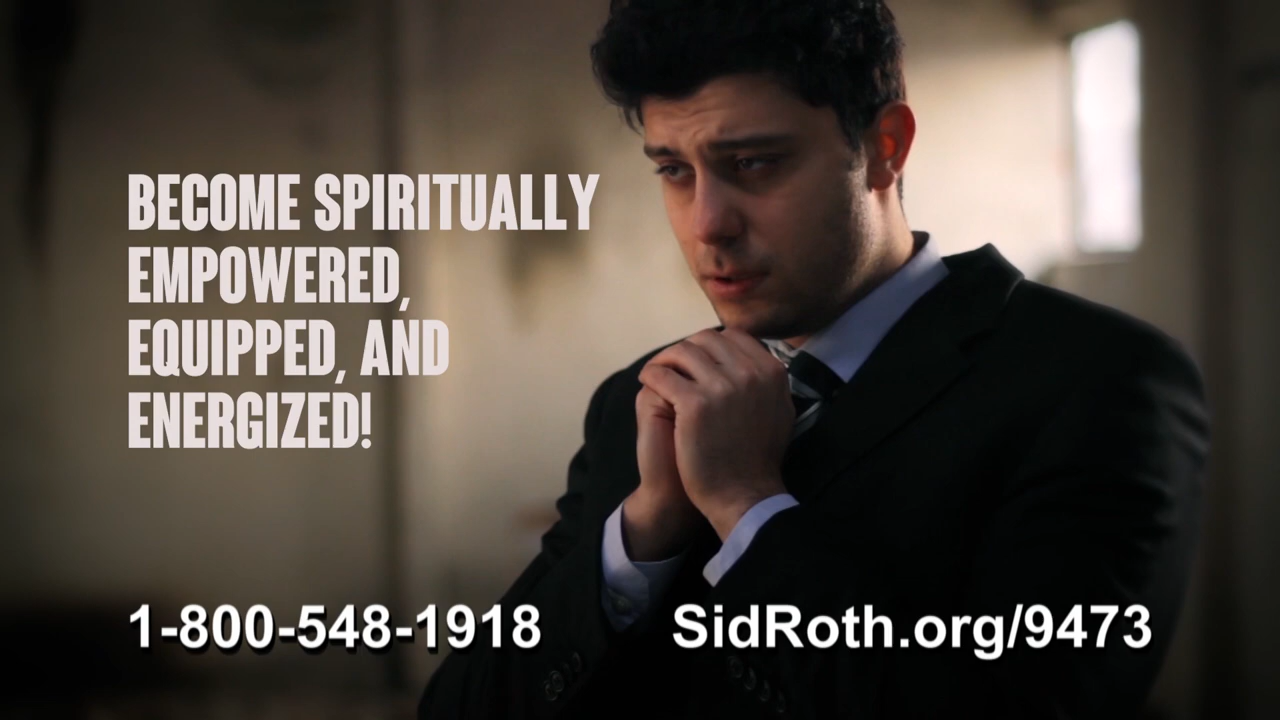 BECOME SPIRITUALLY
EMPOWERED,
EQUIPPED, AND
ENERGIZED!
1-800-548-1918
SidRoth.org/9473